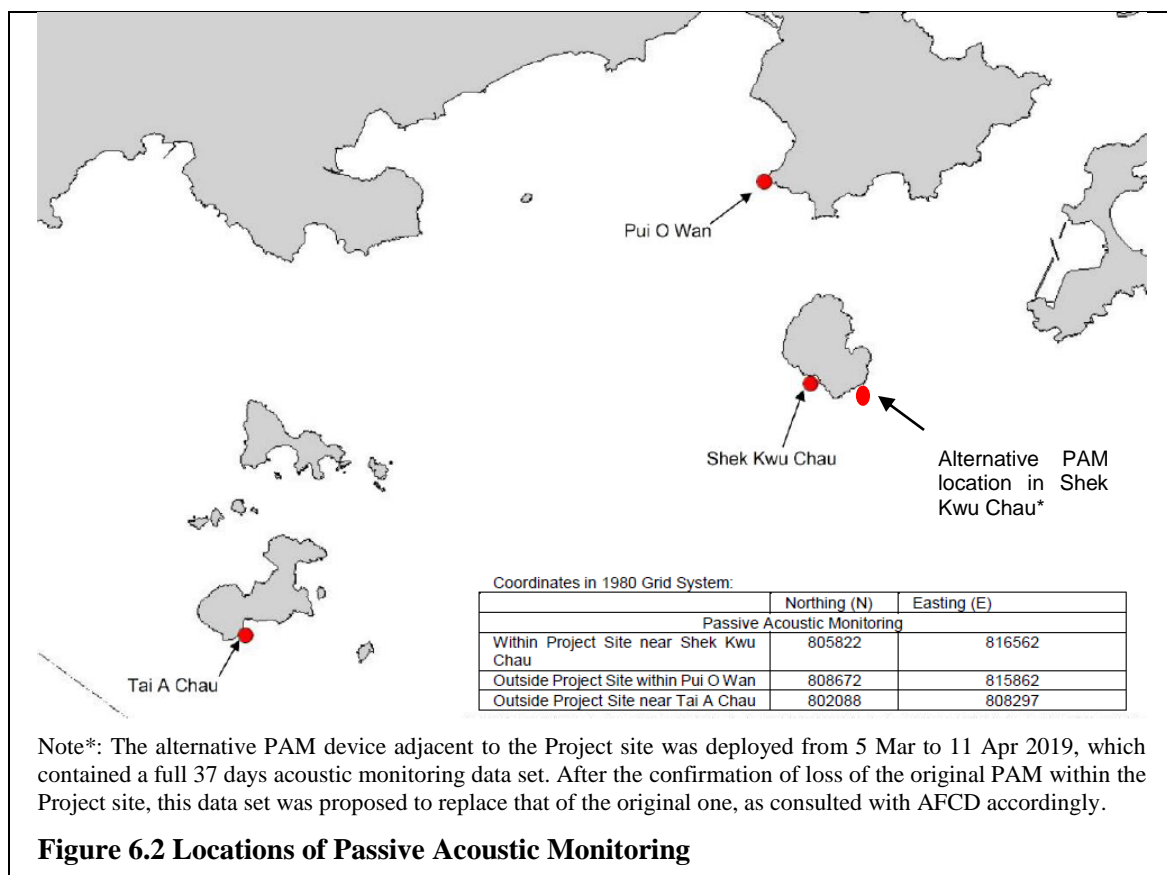 Pui O Wan
Shek Kwu Chau
Alternative PAM
location in Shek
Kwu Chau*
Tai A Chau
Coordinates in 1980 Grid System:
Northing (N) Easting (E)
Passive Acoustic Monitoring
Within Project Site near Shek Kwu 805822 816562
Chau
Outside Project Site within Pui O Wan 808672 815862
Outside Project Site near Tai A Chau 802088 808297
Note*: The alternative PAM device adjacent to the Project site was deployed from 5 Mar to 11 Apr 2019, which
contained a full 37 days acoustic monitoring data set. After the confirmation of loss of the original PAM within the
Project site, this data set was proposed to replace that of the original one, as consulted with AFCD accordingly.
Figure 6.2 Locations of Passive Acoustic Monitoring